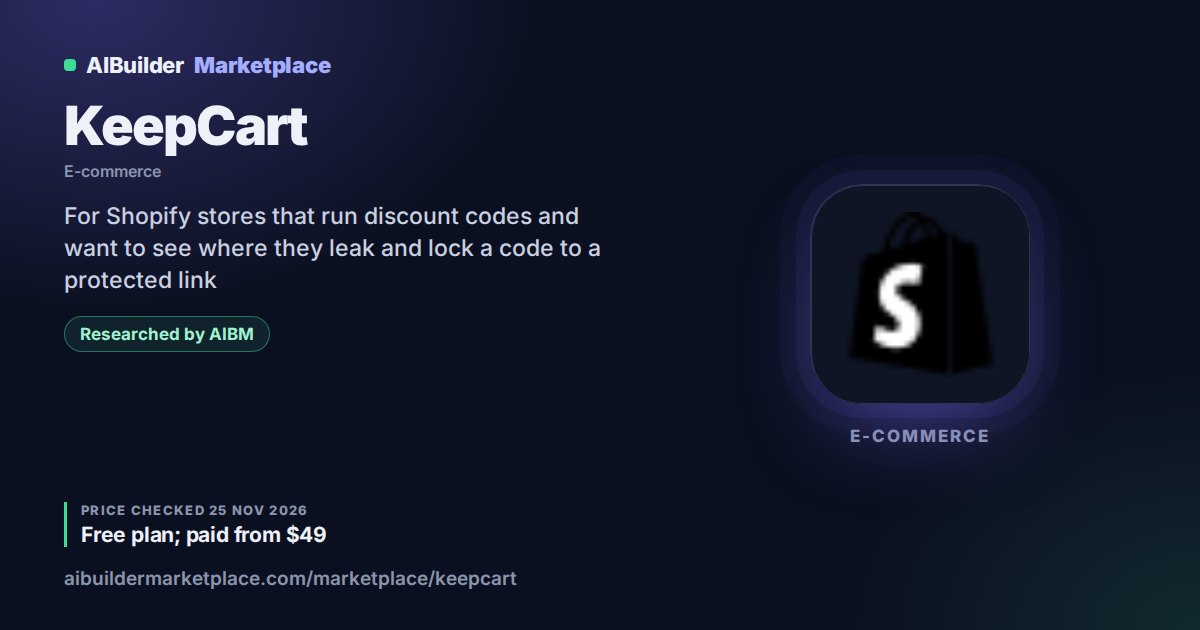 AIBuilder Marketplace
KeepCart
E-commerce
For Shopify stores that run discount codes and
want to see where they leak and lock a code to a
protected link
Researched by AIBM
S
E-COMMERCE
PRICE CHECKED 25 NOV 2026
Free plan; paid from $49
aibuildermarketplace.com/marketplace/keepcart